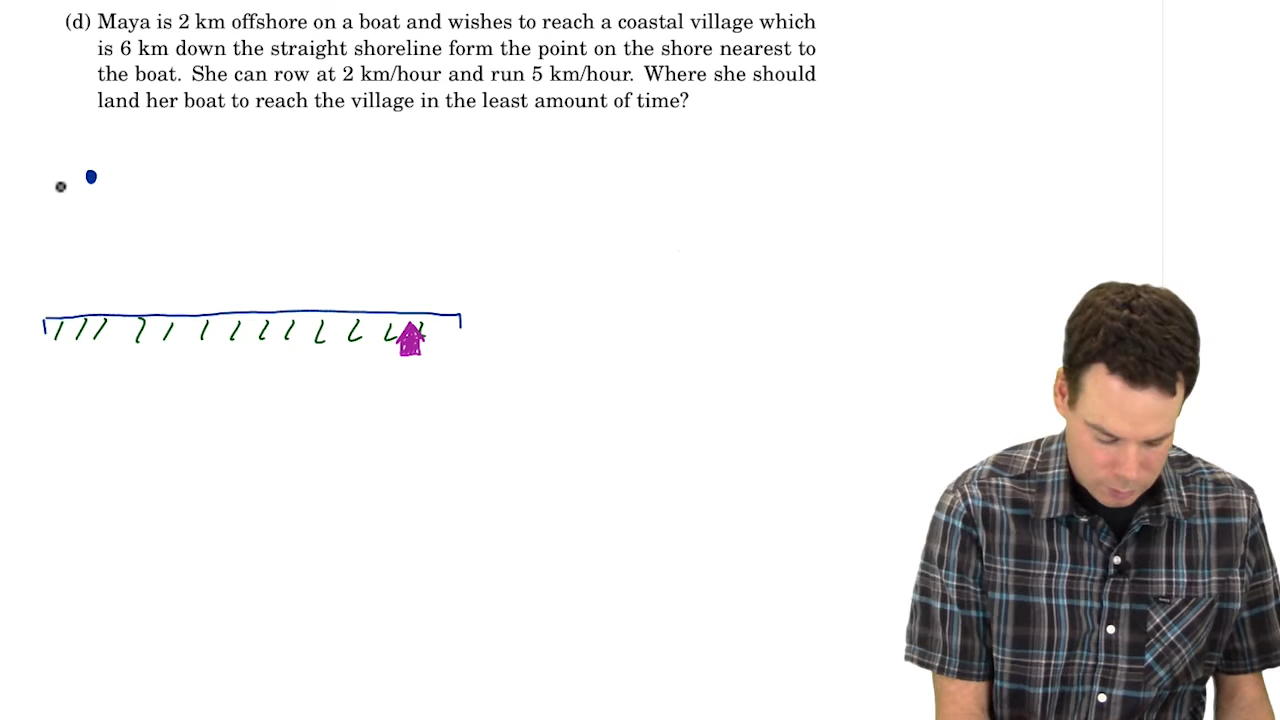 (d) Maya is 2 km offshore on a boat and wishes to reach a coastal village which
is 6 km down the straight shoreline form the point on the shore nearest to
the boat. She can row at 2 km/hour and run 5 km/hour. Where she should
land her boat to reach the village in the least amount of time?